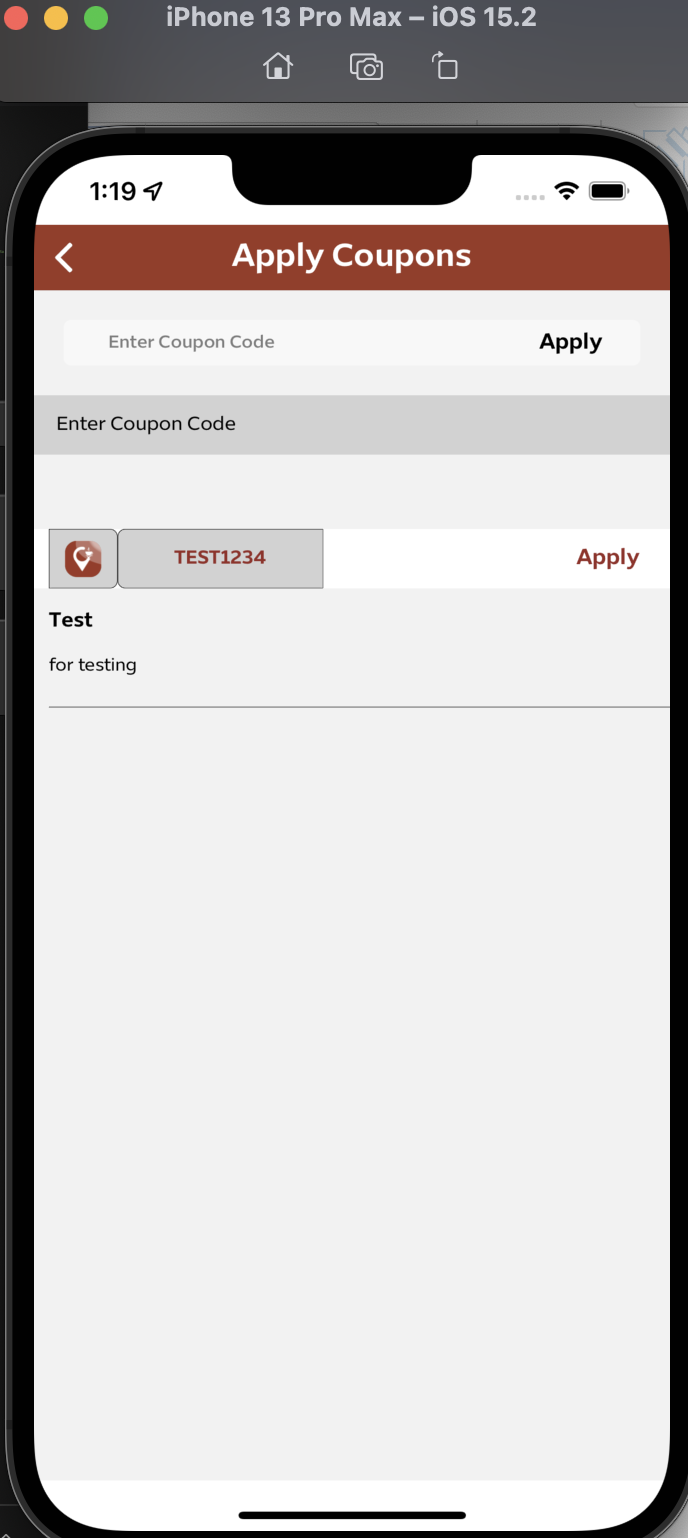 iPhone 13 Pro Max – iOS 15.2
1:19
Apply Coupons
Enter Coupon Code Apply
Enter Coupon Code
TEST1234 Apply
Test
for testing